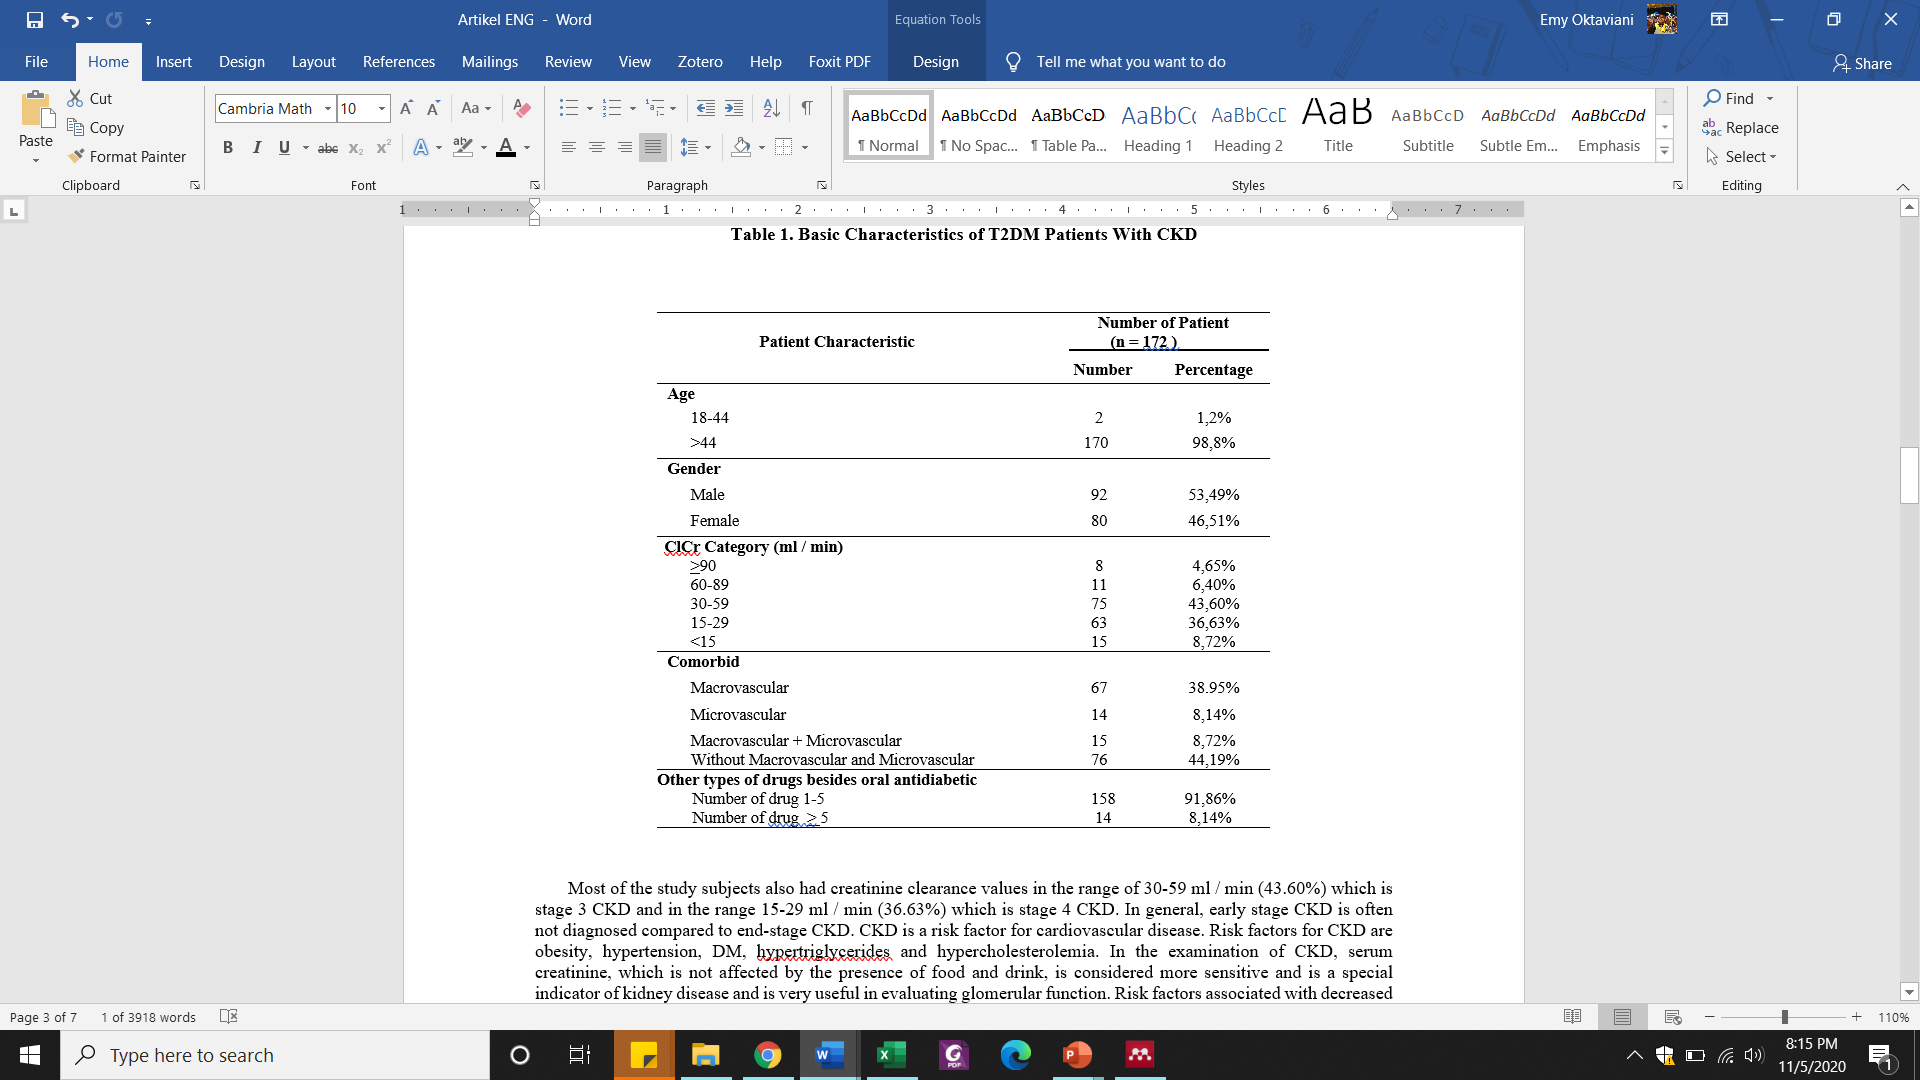 Artikel ENG - Word
Equation Tools
Emy Oktaviani
File Home Insert Design Layout References Mailings Review View Zotero Help Foxit PDF Design Tell me what you want to do Share
Paste
Cut
Copy
Format Painter
Clipboard
Cambria Math 10 Aa
B I U abc X₂ X² A ab A
Font
Paragraph
AaBbCcDd AaBbCcDd AaBbCcD AaBbCc AaBbCcD AaB AaBbCcD AaBbCcDd AaBbCcDd
¶ Normal ¶ No Spac... ¶ Table Pa... Heading 1 Heading 2 Title Subtitle Subtle Em... Emphasis
Styles
Find
Replace
Select
Editing
1 1 2 3 4 5 6 7
Table 1. Basic Characteristics of T2DM Patients With CKD
Patient Characteristic
Number of Patient
(n = 172 )
Number Percentage
Age
18-44 2 1,2%
>44 170 98,8%
Gender
Male 92 53,49%
Female 80 46,51%
ClCr Category (ml / min)
≥90 8 4,65%
60-89 11 6,40%
30-59 75 43,60%
15-29 63 36,63%
<15 15 8,72%
Comorbid
Macrovascular 67 38.95%
Microvascular 14 8,14%
Macrovascular + Microvascular 15 8,72%
Without Macrovascular and Microvascular 76 44,19%
Other types of drugs besides oral antidiabetic
Number of drug 1-5 158 91,86%
Number of drug ≥ 5 14 8,14%
Most of the study subjects also had creatinine clearance values in the range of 30-59 ml / min (43.60%) which is
stage 3 CKD and in the range 15-29 ml / min (36.63%) which is stage 4 CKD. In general, early stage CKD is often
not diagnosed compared to end-stage CKD. CKD is a risk factor for cardiovascular disease. Risk factors for CKD are
obesity, hypertension, DM, hypertriglycerides and hypercholesterolemia. In the examination of CKD, serum
creatinine, which is not affected by the presence of food and drink, is considered more sensitive and is a special
indicator of kidney disease and is very useful in evaluating glomerular function. Risk factors associated with decreased
Page 3 of 7 1 of 3918 words 110%
Type here to search
8:15 PM
11/5/2020
1